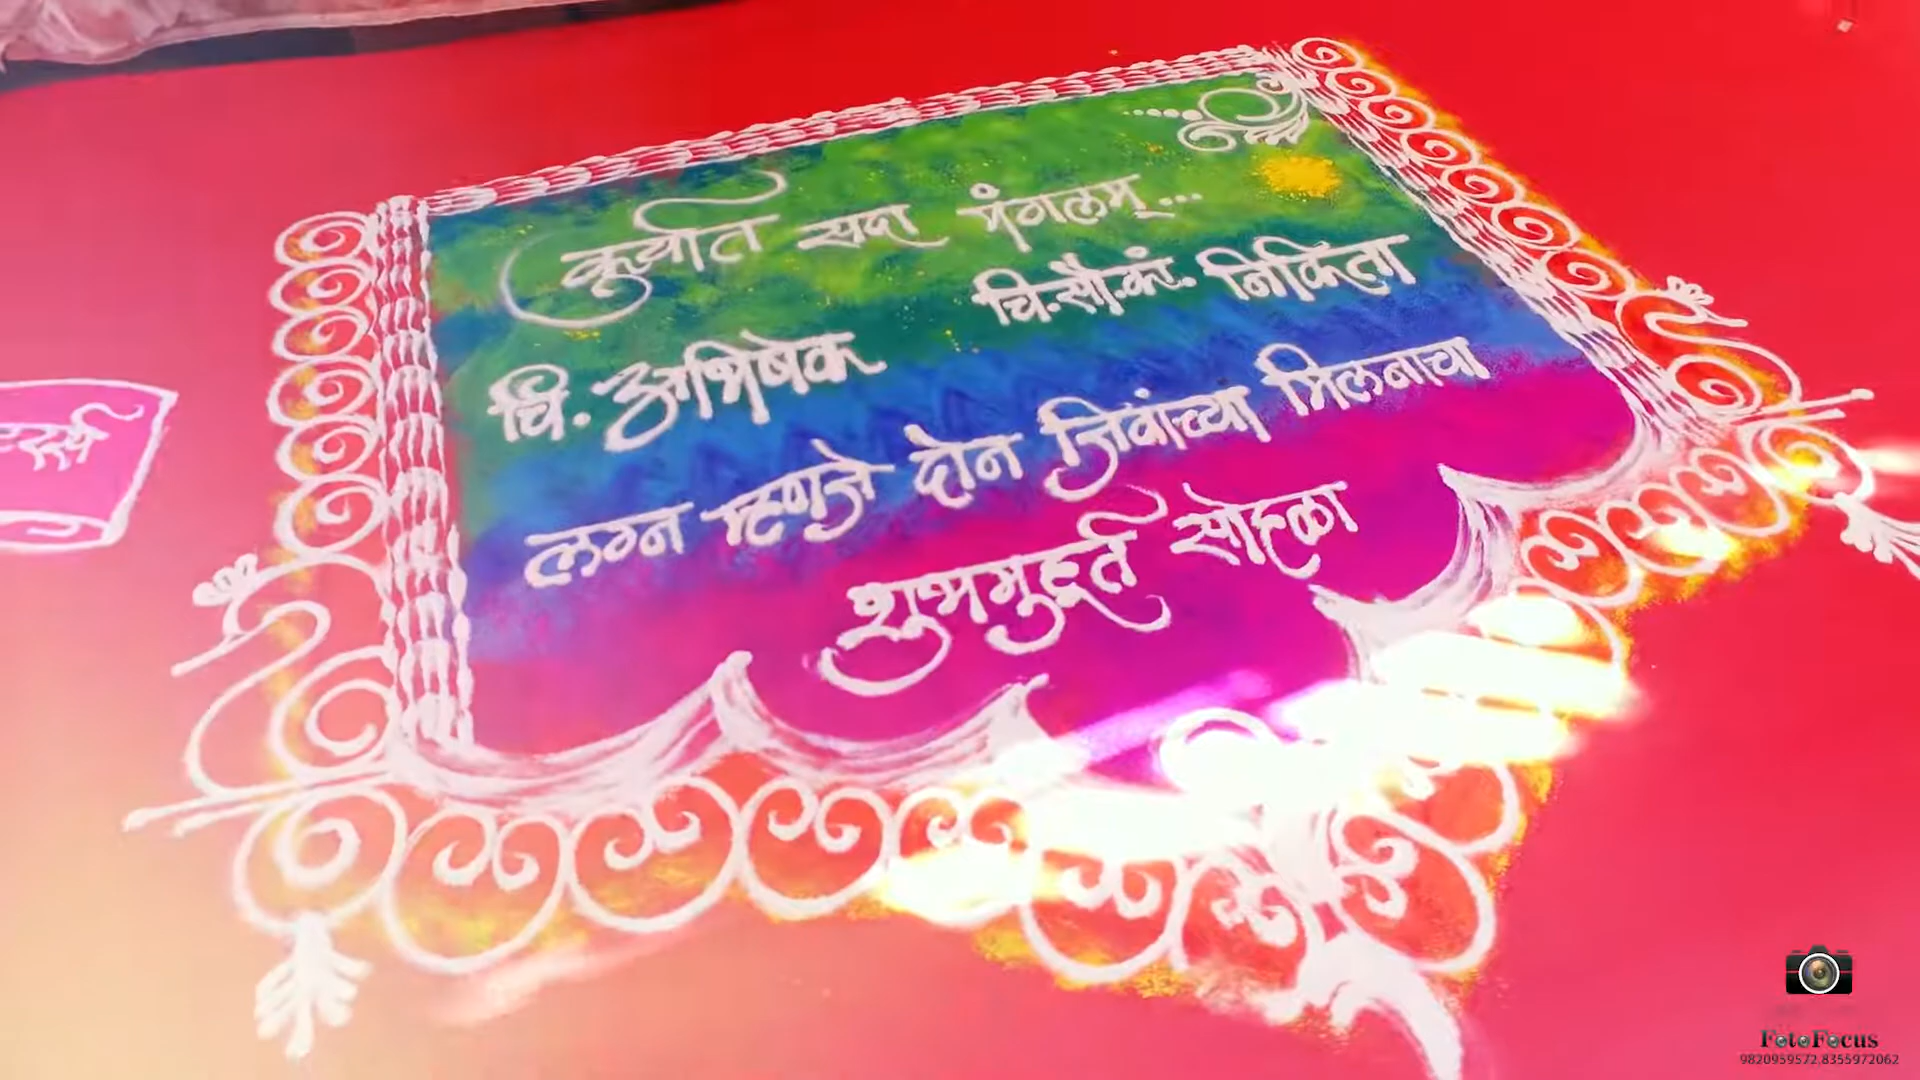 कुर्वात सदा मंगलम्...
चि. अभिषेक चि.सौ.कां. निकिता
लग्न म्हणजे दोन जिवांच्या मिलनाचा
शुभमुहूर्त सोहळा
FotoFocus
9820959572,8355972062